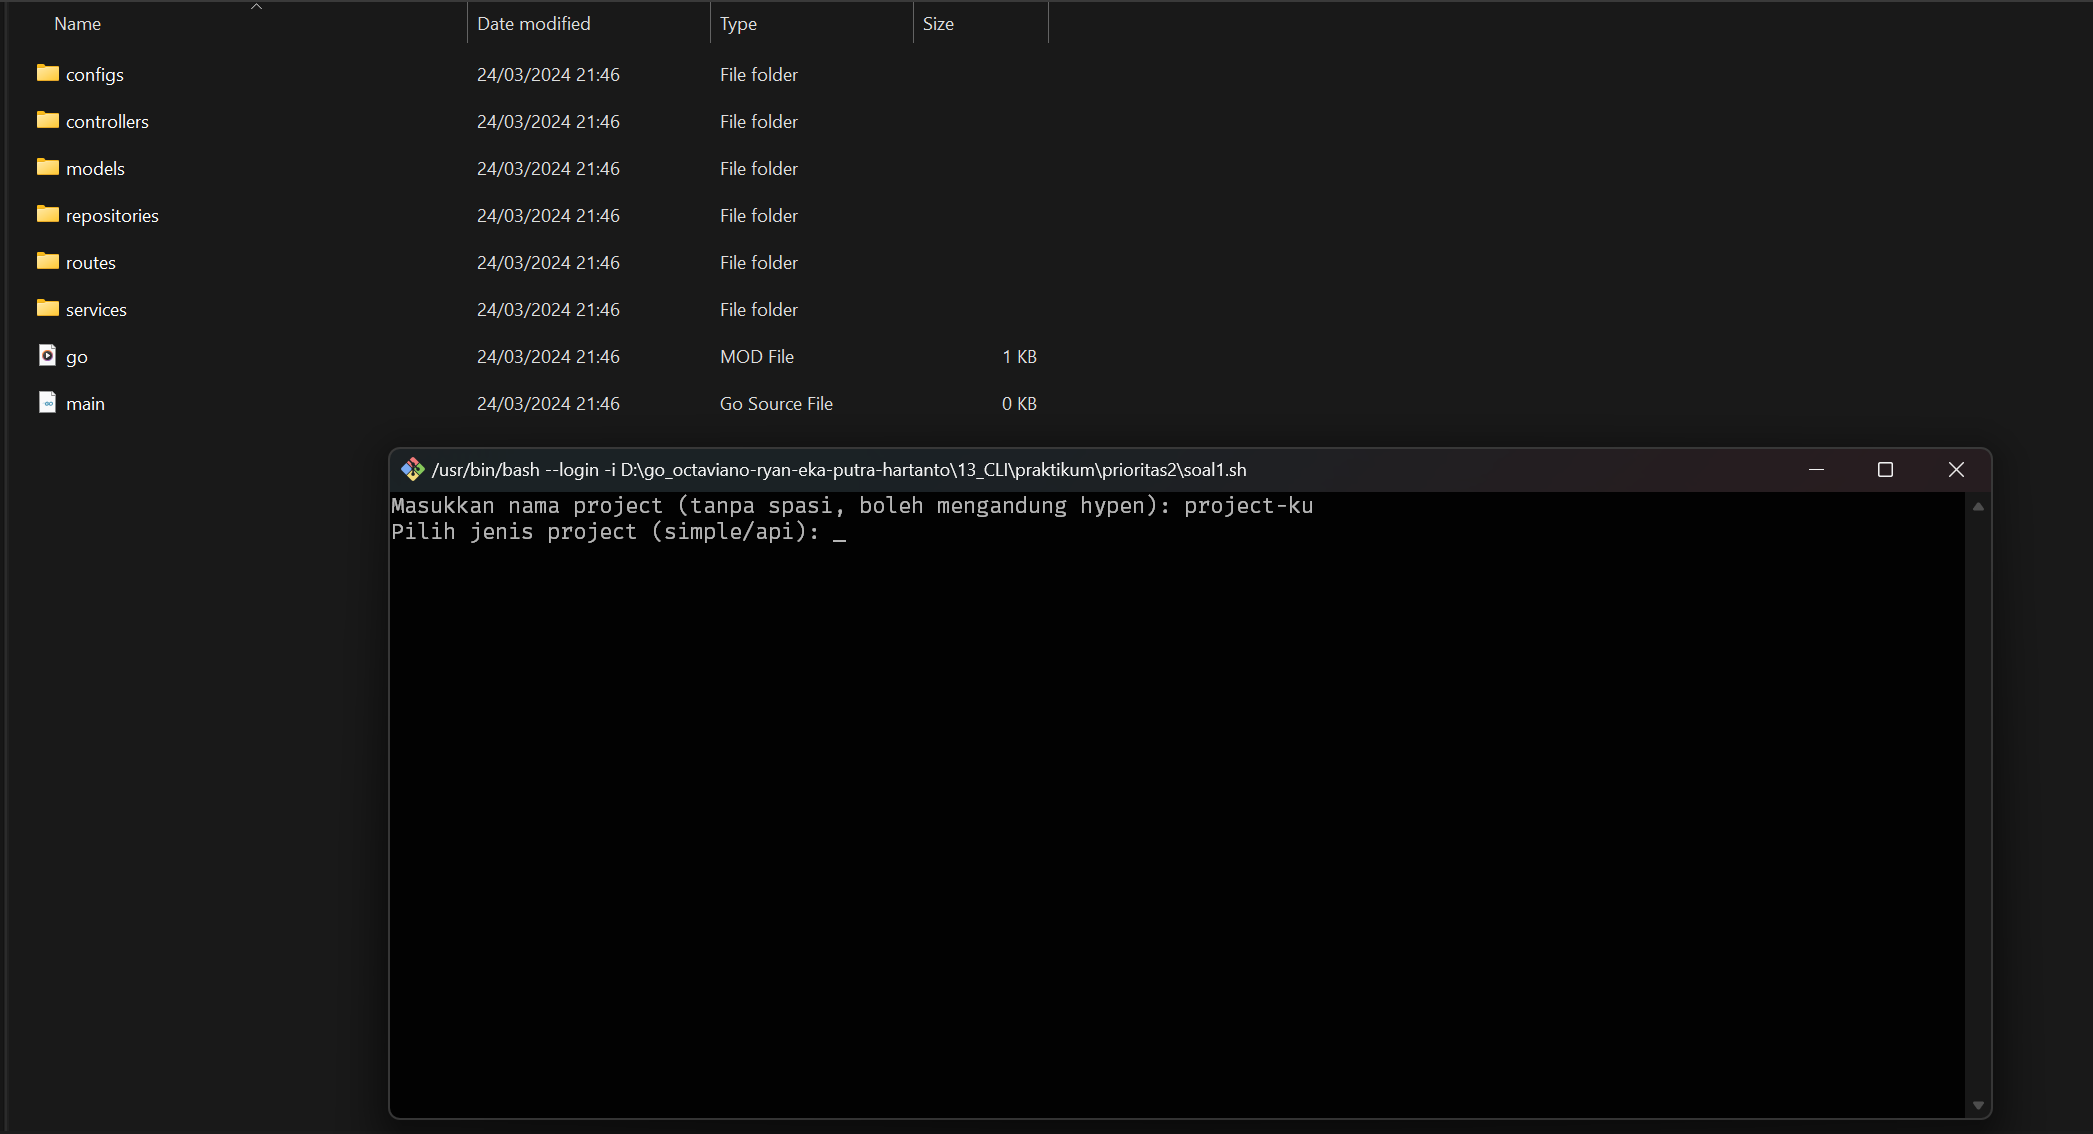 Name Date modified Type Size
configs 24/03/2024 21:46 File folder
controllers 24/03/2024 21:46 File folder
models 24/03/2024 21:46 File folder
repositories 24/03/2024 21:46 File folder
routes 24/03/2024 21:46 File folder
services 24/03/2024 21:46 File folder
go 24/03/2024 21:46 MOD File 1 KB
main 24/03/2024 21:46 Go Source File 0 KB
/usr/bin/bash --login -i D:\go_octaviano-ryan-eka-putra-hartanto\13_CLI\praktikum\prioritas2\soal1.sh
Masukkan nama project (tanpa spasi, boleh mengandung hypen): project-ku
Pilih jenis project (simple/api): _